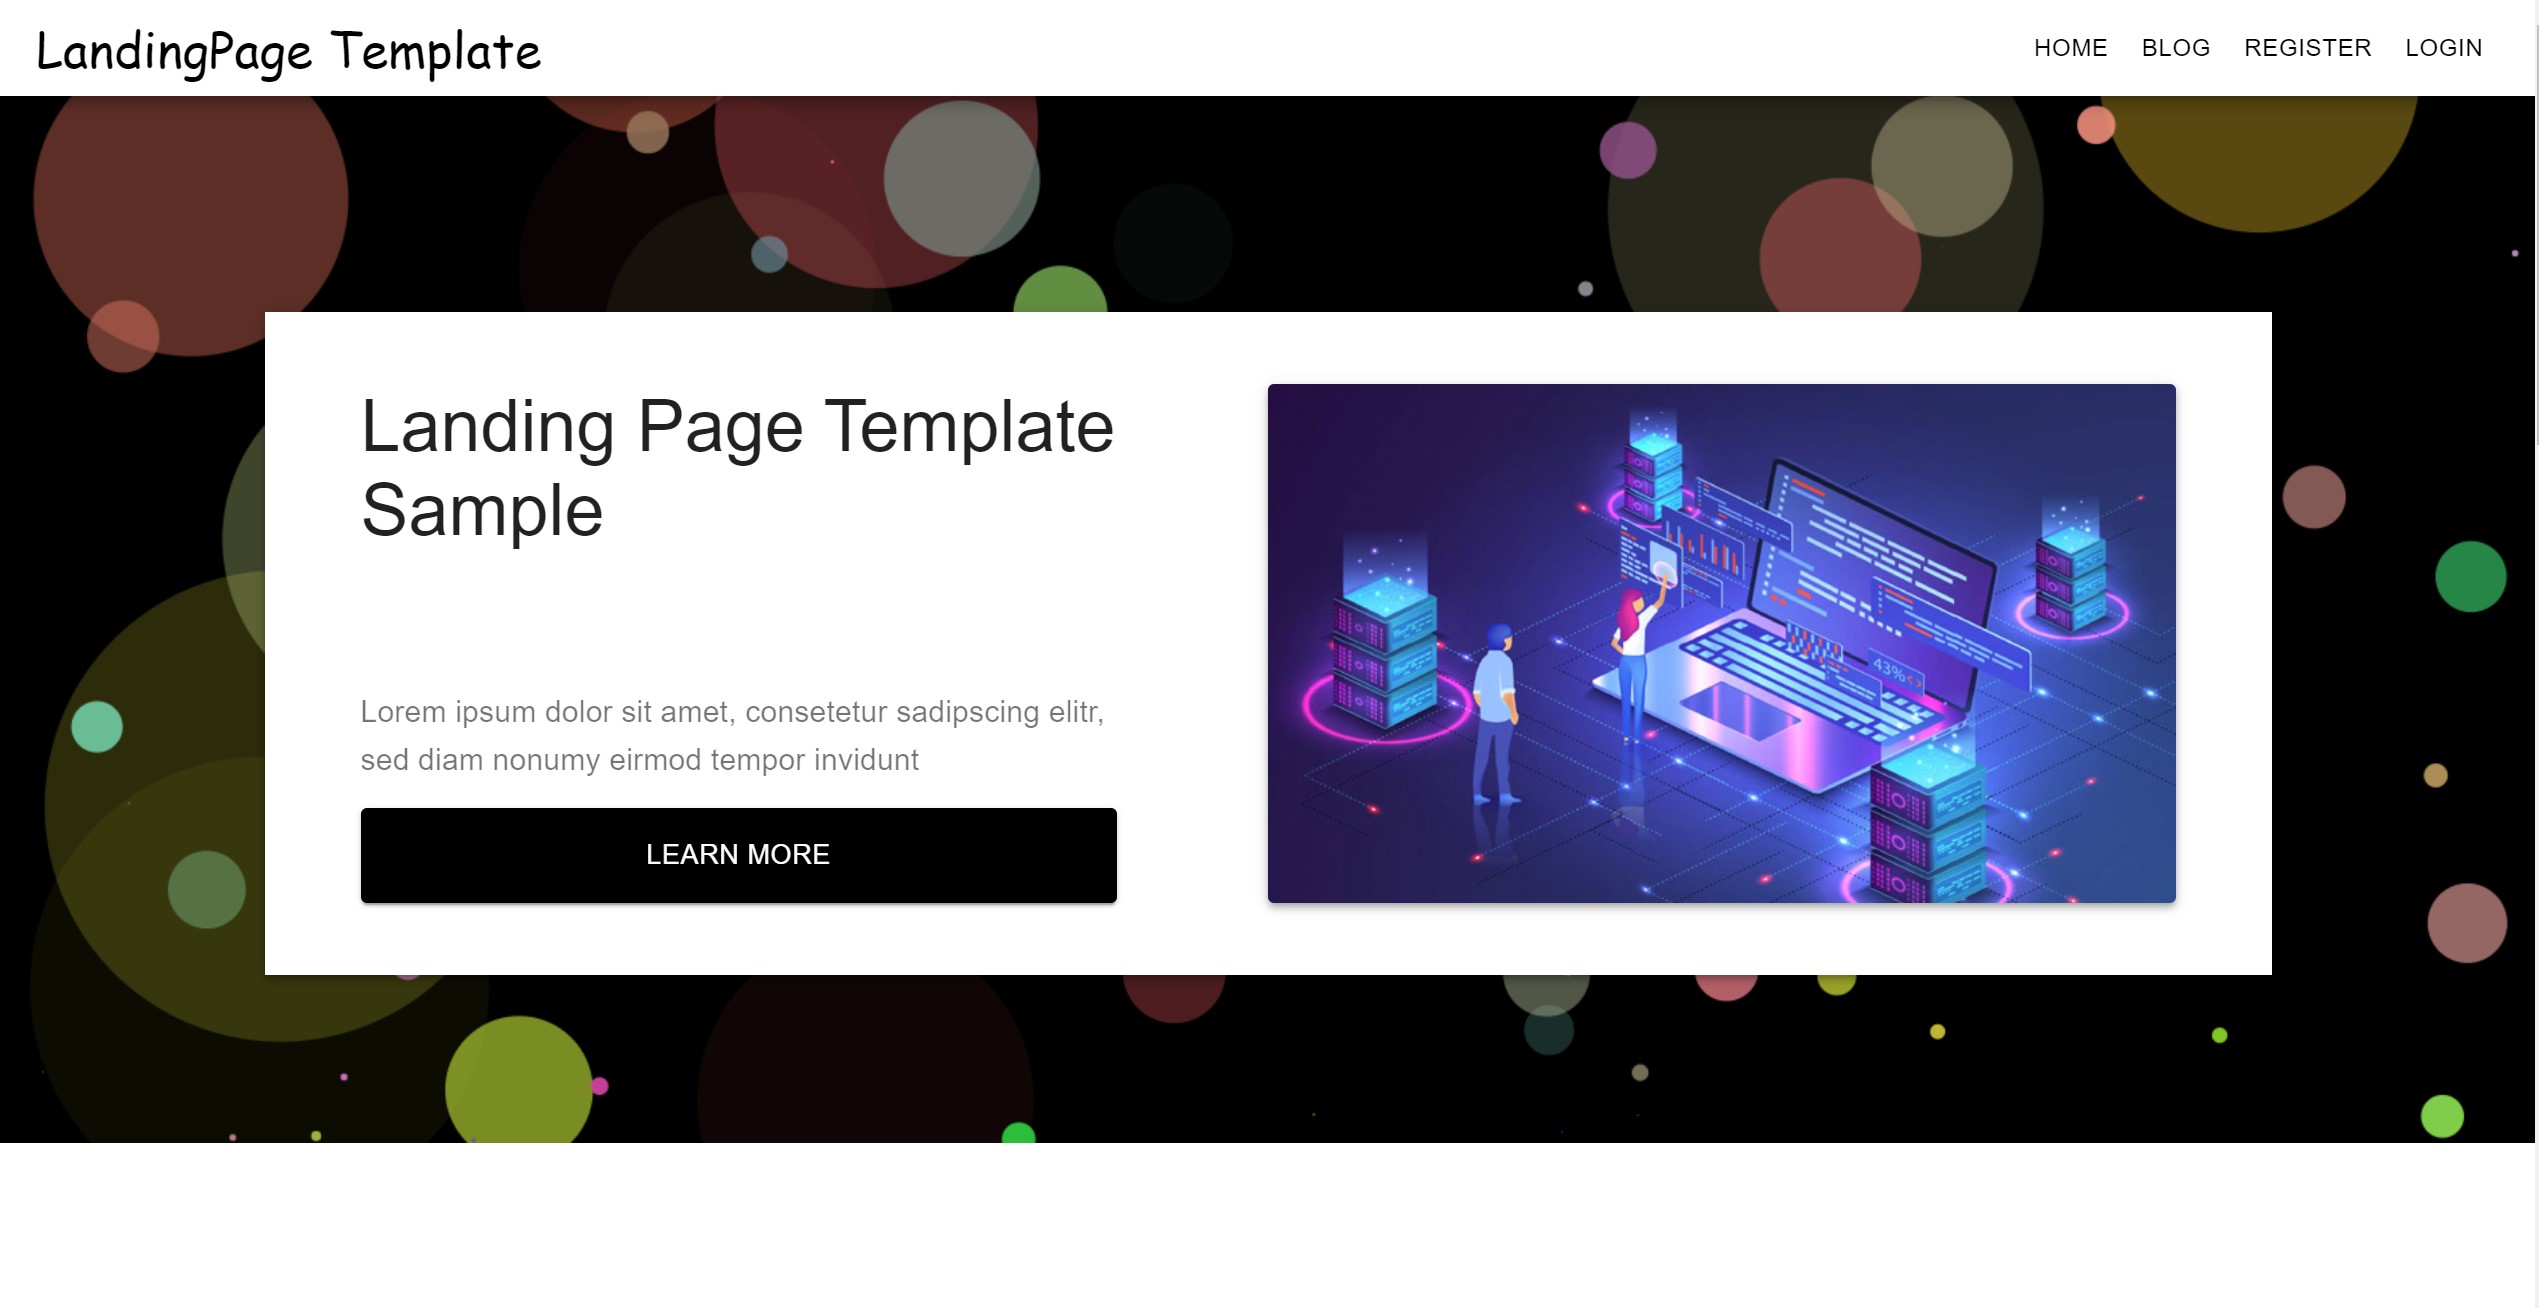 LandingPage Template
HOME BLOG REGISTER LOGIN
Landing Page Template
Sample
Lorem ipsum dolor sit amet, consetetur sadipscing elitr,
sed diam nonumy eirmod tempor invidunt
LEARN MORE
43%<>